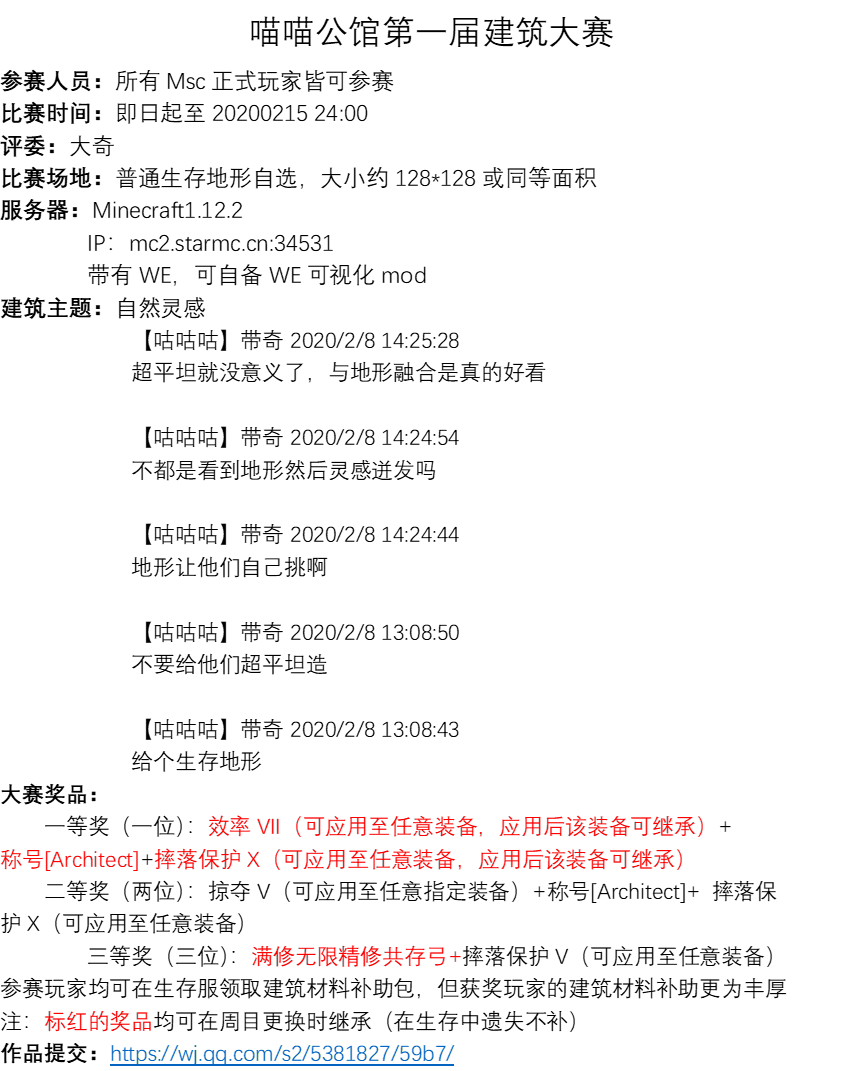 喵喵公馆第一届建筑大赛
参赛人员：所有 Msc 正式玩家皆可参赛
比赛时间：即日起至 20200215 24:00
评委：大奇
比赛场地：普通生存地形自选，大小约 128*128 或同等面积
服务器：Minecraft1.12.2
IP：mc2.starmc.cn:34531
带有 WE，可自备 WE 可视化 mod
建筑主题：自然灵感
【咕咕咕】带奇 2020/2/8 14:25:28
超平坦就没意义了，与地形融合是真的好看
【咕咕咕】带奇 2020/2/8 14:24:54
不都是看到地形然后灵感迸发吗
【咕咕咕】带奇 2020/2/8 14:24:44
地形让他们自己挑啊
【咕咕咕】带奇 2020/2/8 13:08:50
不要给他们超平坦造
【咕咕咕】带奇 2020/2/8 13:08:43
给个生存地形
大赛奖品：
一等奖（一位）：效率 VII（可应用至任意装备，应用后该装备可继承）+
称号[Architect]+摔落保护 X（可应用至任意装备，应用后该装备可继承）
二等奖（两位）：掠夺 V（可应用至任意指定装备）+称号[Architect]+ 摔落保
护 X（可应用至任意装备）
三等奖（三位）：满修无限精修共存弓+摔落保护 V（可应用至任意装备）
参赛玩家均可在生存服领取建筑材料补助包，但获奖玩家的建筑材料补助更为丰厚
注：标红的奖品均可在周目更换时继承（在生存中遗失不补）
作品提交：https://wj.qq.com/s2/5381827/59b7/